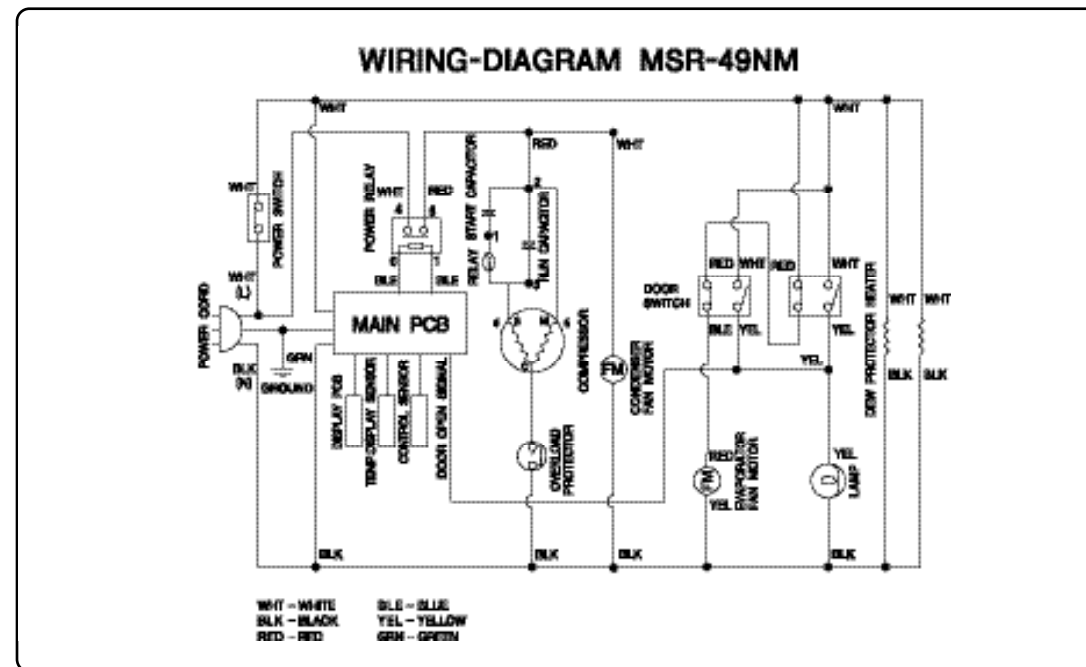 WIRING-DIAGRAM MSR-49NM
WHT
WHT
RED
WHT
WHT
POWER SWITCH
POWER RELAY
WHT
RED
4
RELAY START CAPACITOR
1
2
RUN CAPACITOR
BLE
BLE
1
WHT
(L)
POWER CORD
BLK
(N)
GRN
GROUND
MAIN PCB
DISPLAY PCB
TEMP DISPLAY SENSOR
CONTROL SENSOR
DOOR OPEN SIGNAL
COMPRESSOR
OVERLOAD
PROTECTOR
FM
CONDENSER
FAN MOTOR
DOOR
SWITCH
RED
WHT
RED
WHT
BLE
YEL
YEL
YEL
RED
FM
YEL
EVAPORATOR
FAN MOTOR
YEL
LAMP
DEW PROTECTOR HEATER
WHT
WHT
BLK
BLK
BLK
BLK
BLK
BLK
WHT - WHITE
BLK - BLACK
RED - RED
BLE - BLUE
YEL - YELLOW
GRN - GREEN